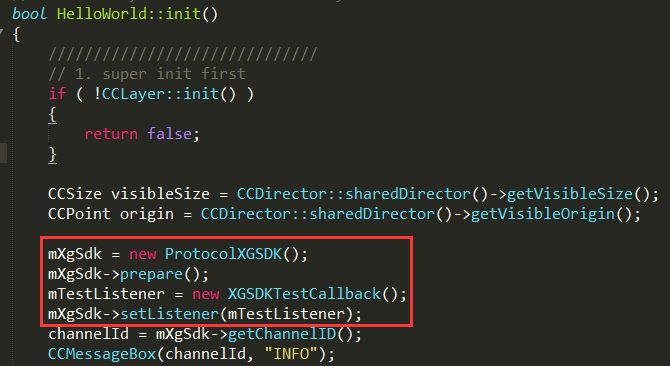 bool HelloWorld::init()
{
//////////////////////////////
// 1. super init first
if ( !CCLayer::init() )
{
return false;
}
CCSize visibleSize = CCDirector::sharedDirector()->getVisibleSize();
CCPoint origin = CCDirector::sharedDirector()->getVisibleOrigin();
mXgSdk = new ProtocolXGSDK();
mXgSdk->prepare();
mTestListener = new XGSDKTestCallback();
mXgSdk->setListener(mTestListener);
channelId = mXgSdk->getChannelID();
CCMessageBox(channelId, "INFO");